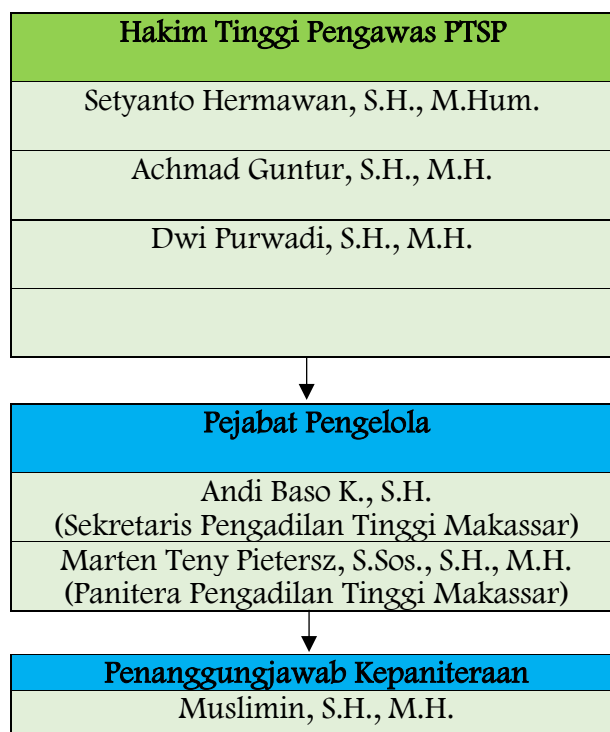 Hakim Tinggi Pengawas PTSP
Setyanto Hermawan, S.H., M.Hum.
Achmad Guntur, S.H., M.H.
Dwi Purwadi, S.H., M.H.
Pejabat Pengelola
Andi Baso K., S.H.
(Sekretaris Pengadilan Tinggi Makassar)
Marten Teny Pietersz, S.Sos., S.H., M.H.
(Panitera Pengadilan Tinggi Makassar)
Penanggungjawab Kepaniteraan
Muslimin, S.H., M.H.